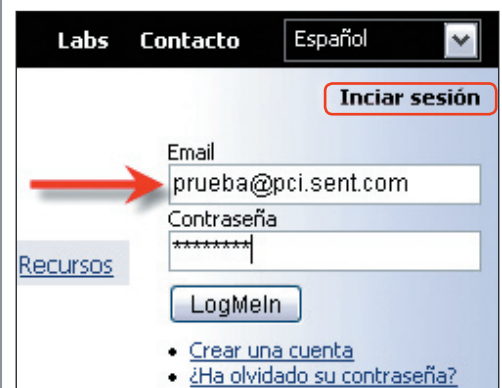 Labs Contacto Español
Inciar sesión
Email
prueba@pci.sent.com
Contraseña
********
Recursos
LogMeIn
Crear una cuenta
¿Ha olvidado su contraseña?